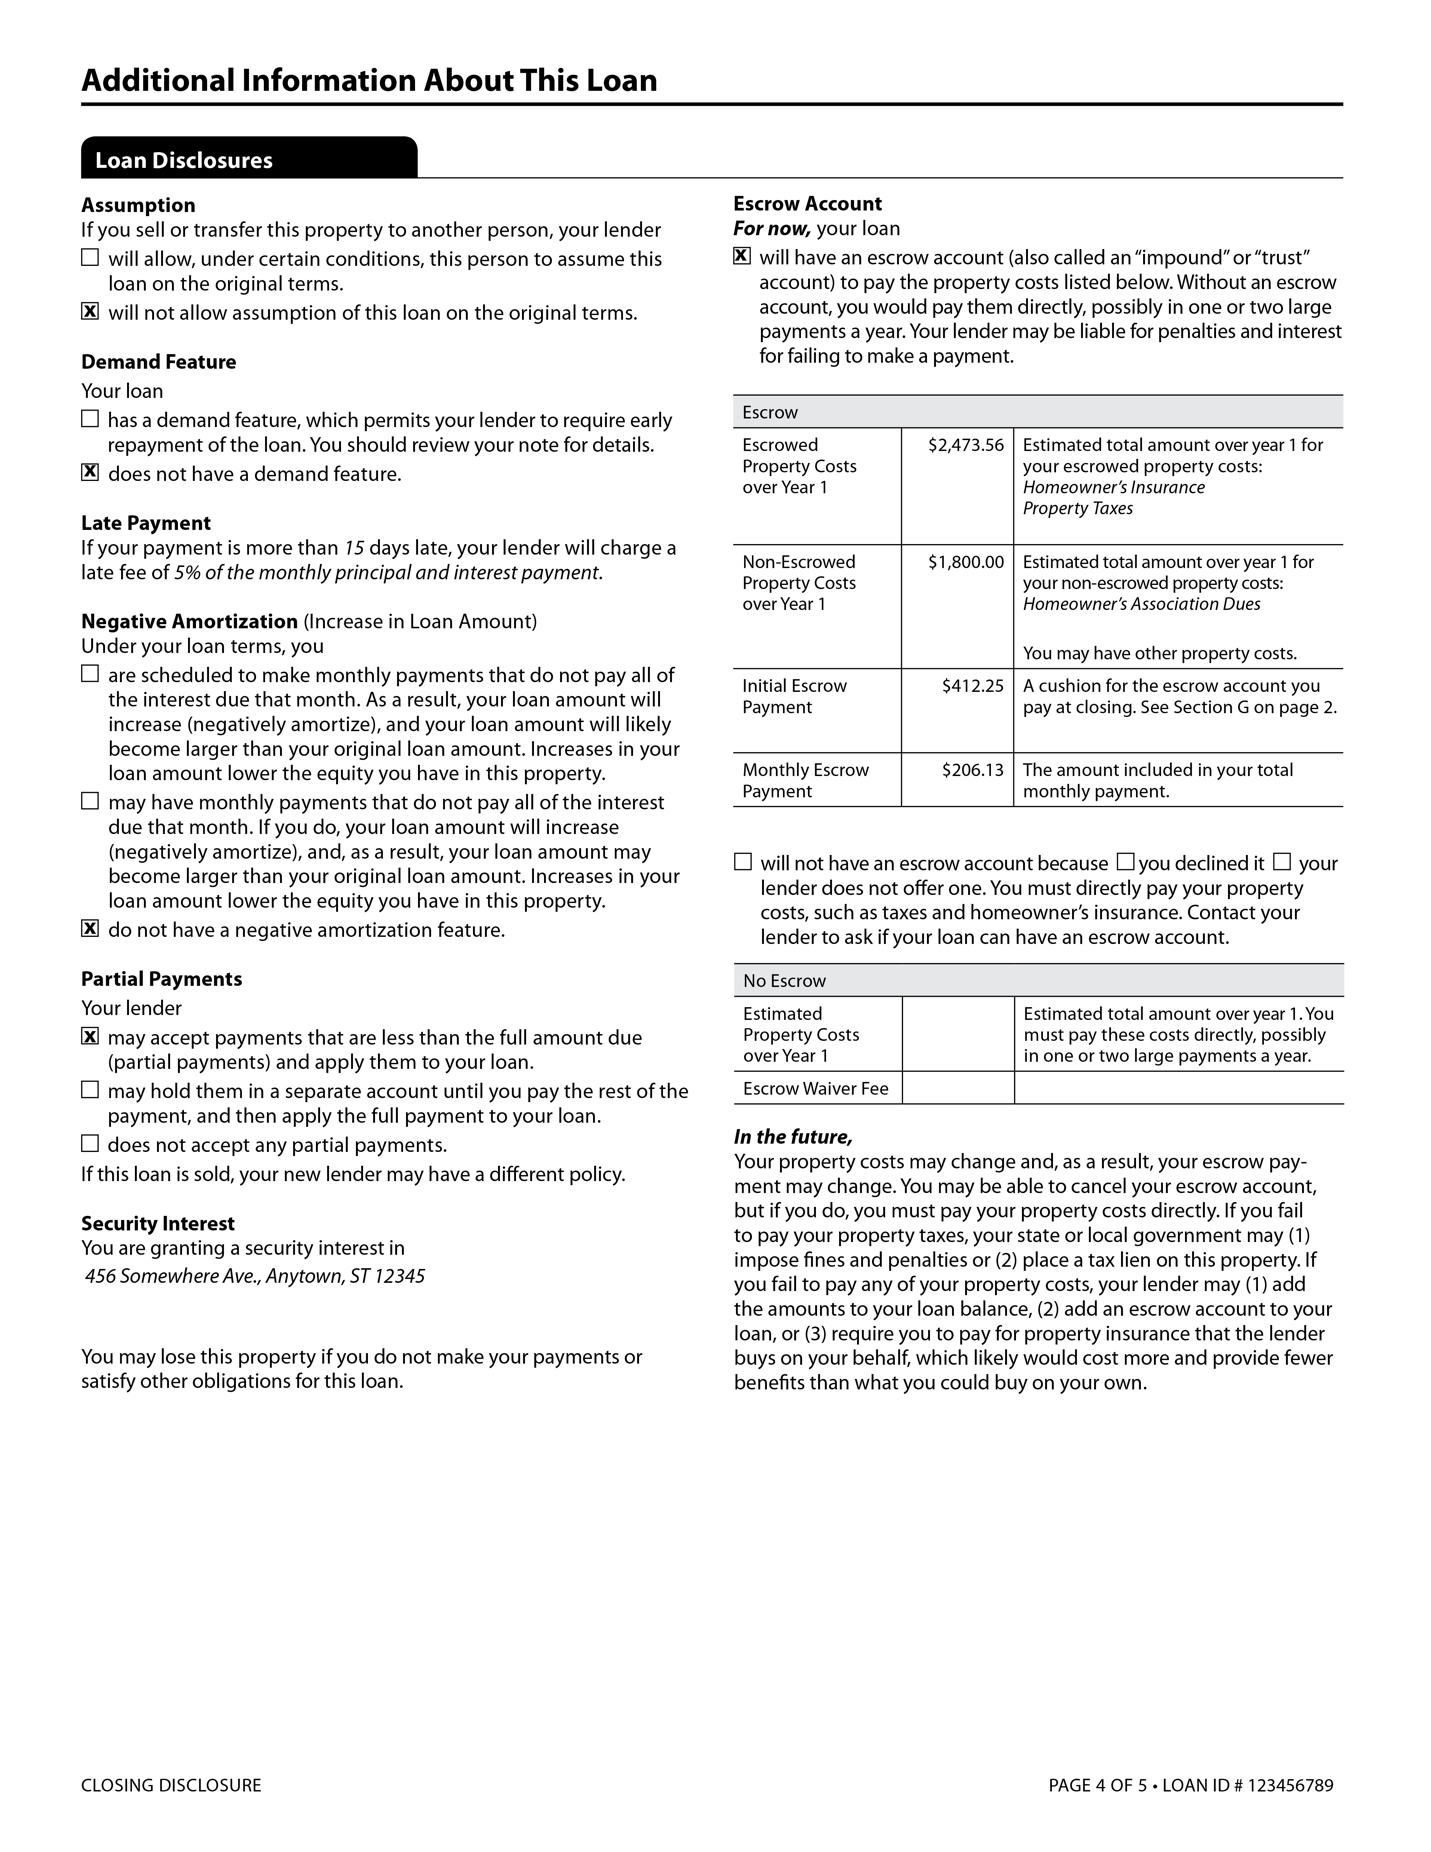 Additional Information About This Loan
Loan Disclosures
Assumption
If you sell or transfer this property to another person, your lender
☐ will allow, under certain conditions, this person to assume this
loan on the original terms.
☒ will not allow assumption of this loan on the original terms.
Demand Feature
Your loan
☐ has a demand feature, which permits your lender to require early
repayment of the loan. You should review your note for details.
☒ does not have a demand feature.
Late Payment
If your payment is more than 15 days late, your lender will charge a
late fee of 5% of the monthly principal and interest payment.
Negative Amortization (Increase in Loan Amount)
Under your loan terms, you
☐ are scheduled to make monthly payments that do not pay all of
the interest due that month. As a result, your loan amount will
increase (negatively amortize), and your loan amount will likely
become larger than your original loan amount. Increases in your
loan amount lower the equity you have in this property.
☐ may have monthly payments that do not pay all of the interest
due that month. If you do, your loan amount will increase
(negatively amortize), and, as a result, your loan amount may
become larger than your original loan amount. Increases in your
loan amount lower the equity you have in this property.
☒ do not have a negative amortization feature.
Partial Payments
Your lender
☒ may accept payments that are less than the full amount due
(partial payments) and apply them to your loan.
☐ may hold them in a separate account until you pay the rest of the
payment, and then apply the full payment to your loan.
☐ does not accept any partial payments.
If this loan is sold, your new lender may have a different policy.
Security Interest
You are granting a security interest in
456 Somewhere Ave., Anytown, ST 12345
You may lose this property if you do not make your payments or
satisfy other obligations for this loan.
Escrow Account
For now, your loan
☒ will have an escrow account (also called an “impound” or “trust”
account) to pay the property costs listed below. Without an escrow
account, you would pay them directly, possibly in one or two large
payments a year. Your lender may be liable for penalties and interest
for failing to make a payment.
Escrow
Escrowed
Property Costs
over Year 1
$2,473.56
Estimated total amount over year 1 for
your escrowed property costs:
Homeowner’s Insurance
Property Taxes
Non-Escrowed
Property Costs
over Year 1
$1,800.00
Estimated total amount over year 1 for
your non-escrowed property costs:
Homeowner’s Association Dues
You may have other property costs.
Initial Escrow
Payment
$412.25
A cushion for the escrow account you
pay at closing. See Section G on page 2.
Monthly Escrow
Payment
$206.13
The amount included in your total
monthly payment.
☐ will not have an escrow account because ☐ you declined it ☐ your
lender does not offer one. You must directly pay your property
costs, such as taxes and homeowner’s insurance. Contact your
lender to ask if your loan can have an escrow account.
No Escrow
Estimated
Property Costs
over Year 1
Estimated total amount over year 1. You
must pay these costs directly, possibly
in one or two large payments a year.
Escrow Waiver Fee
In the future,
Your property costs may change and, as a result, your escrow pay-
ment may change. You may be able to cancel your escrow account,
but if you do, you must pay your property costs directly. If you fail
to pay your property taxes, your state or local government may (1)
impose fines and penalties or (2) place a tax lien on this property. If
you fail to pay any of your property costs, your lender may (1) add
the amounts to your loan balance, (2) add an escrow account to your
loan, or (3) require you to pay for property insurance that the lender
buys on your behalf, which likely would cost more and provide fewer
benefits than what you could buy on your own.
CLOSING DISCLOSURE
PAGE 4 OF 5 • LOAN ID # 123456789